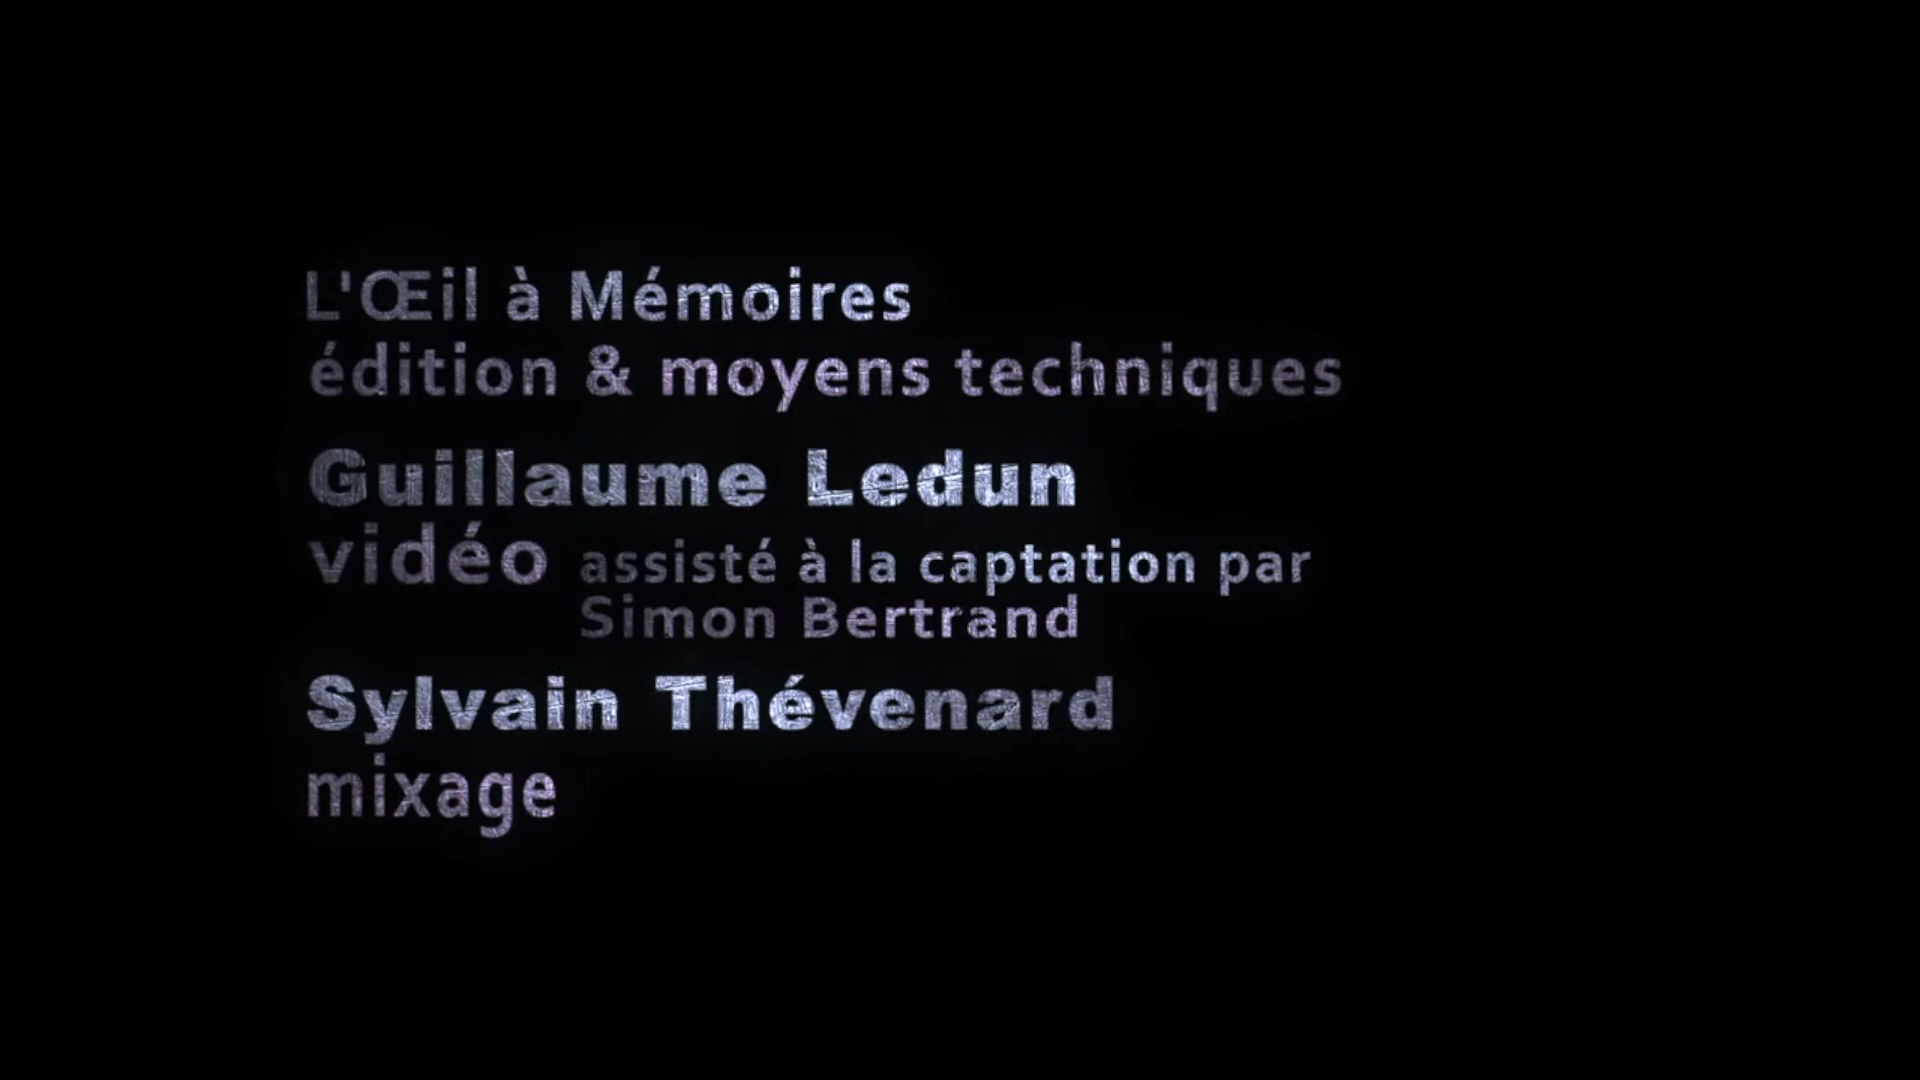 L'Œil à Mémoires
édition & moyens techniques
Guillaume Ledun
vidéo assisté à la captation par
Simon Bertrand
Sylvain Thévenard
mixage